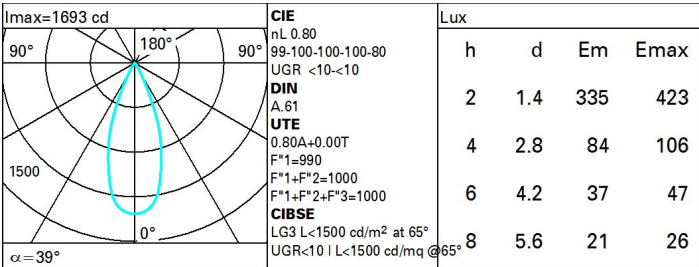 Imax=1693 cd
90°
180°
90°
1500
0°
α=39°
CIE
nL 0.80
99-100-100-100-80
UGR <10-<10
DIN
A.61
UTE
0.80A+0.00T
F"1=990
F"1+F"2=1000
F"1+F"2+F"3=1000
CIBSE
LG3 L<1500 cd/m² at 65°
UGR<10 | L<1500 cd/mq @65°
Lux
h d Em Emax
2 1.4 335 423
4 2.8 84 106
6 4.2 37 47
8 5.6 21 26